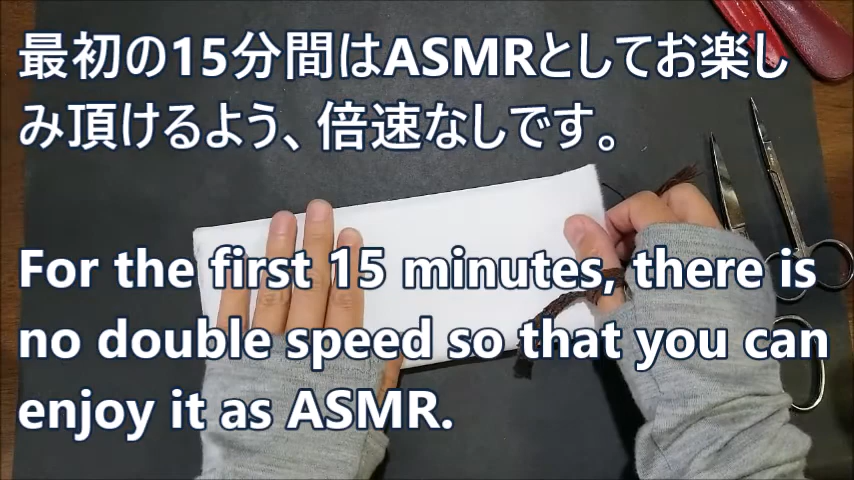 最初の15分間はASMRとしてお楽し
み頂けるよう、倍速なしです。
For the first 15 minutes, there is
no double speed so that you can
enjoy it as ASMR.